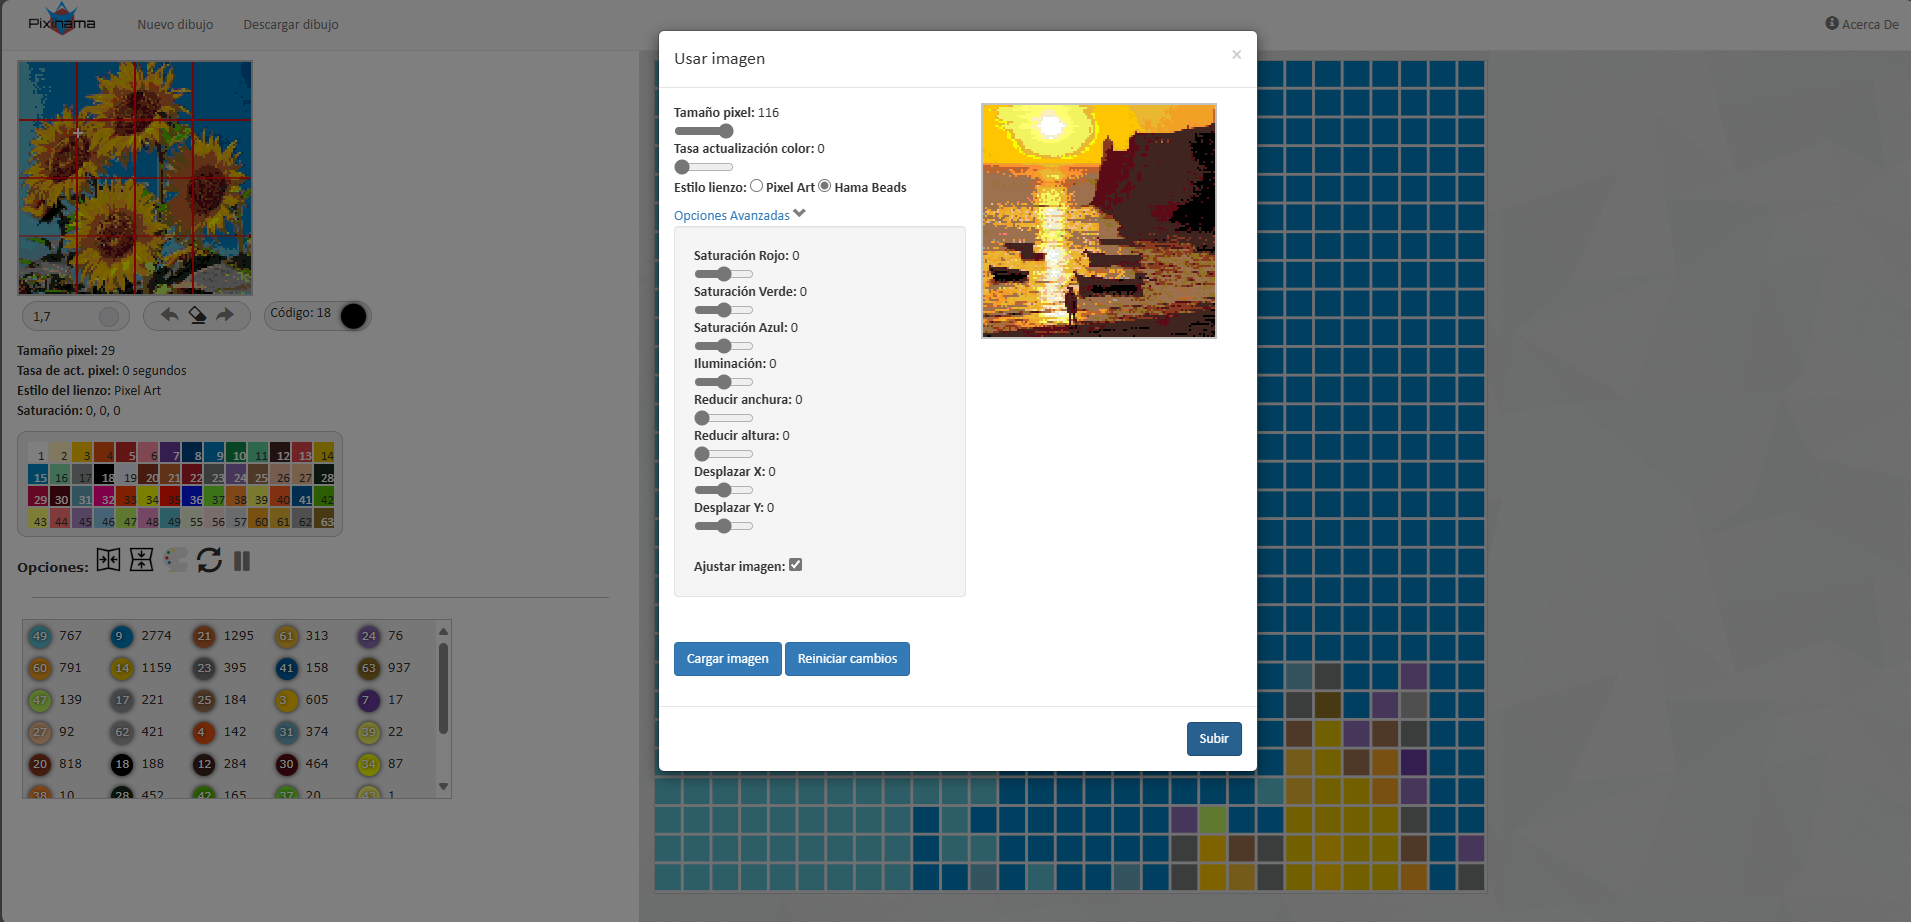 Pixihama
Nuevo dibujo
Descargar dibujo
Acerca De
1,7
Código: 18
Tamaño pixel: 29
Tasa de act. pixel: 0 segundos
Estilo del lienzo: Pixel Art
Saturación: 0, 0, 0
1 2 3 4 5 6 7 8 9 10 11 12 13 14
15 16 17 18 19 20 21 22 23 24 25 26 27 28
29 30 31 32 33 34 35 36 37 38 39 40 41 42
43 44 45 46 47 48 49 55 56 57 60 61 62 63
Opciones:
49 767 9 2774 21 1295 61 313 24 76
60 791 14 1159 23 395 41 158 63 937
47 139 17 221 25 184 3 605 7 17
27 92 62 421 4 142 31 374 39 22
20 818 18 188 12 284 30 464 34 87
38 10 28 452 42 165 37 20 43 1
Usar imagen
×
Tamaño pixel: 116
Tasa actualización color: 0
Estilo lienzo: Pixel Art Hama Beads
Opciones Avanzadas
Saturación Rojo: 0
Saturación Verde: 0
Saturación Azul: 0
Iluminación: 0
Reducir anchura: 0
Reducir altura: 0
Desplazar X: 0
Desplazar Y: 0
Ajustar imagen:
Cargar imagen
Reiniciar cambios
Subir